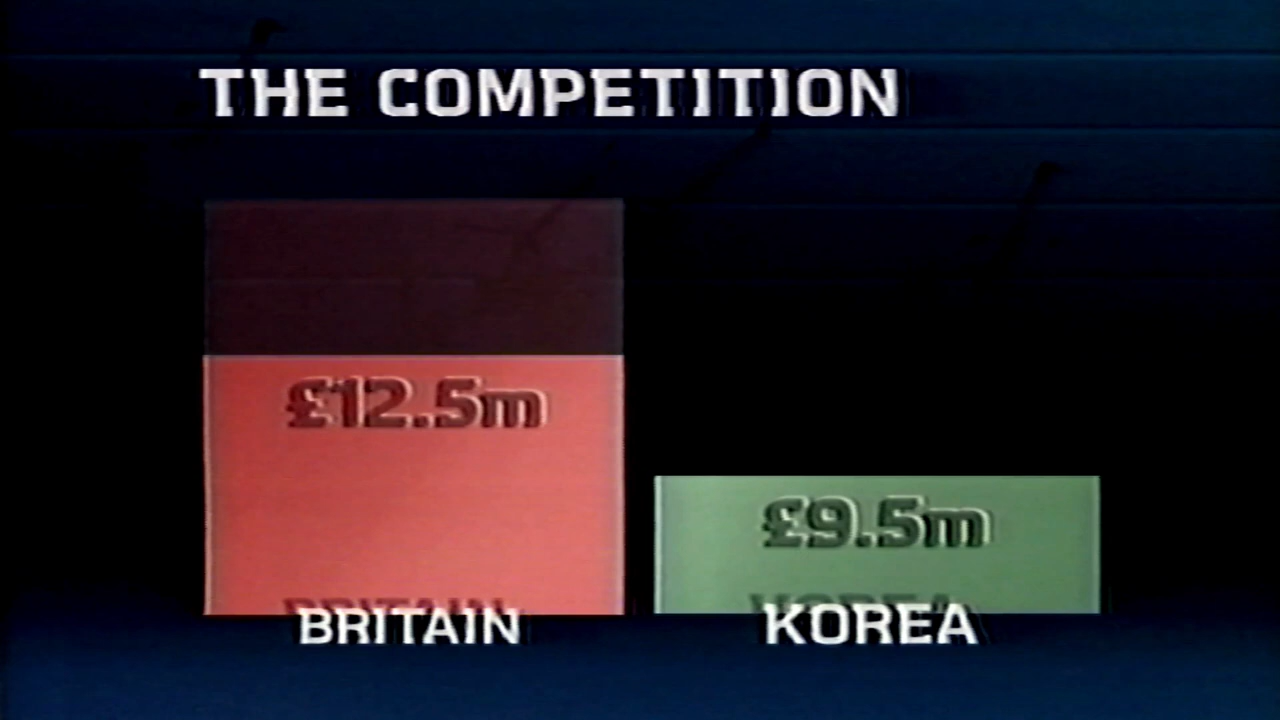 THE COMPETITION
£12.5m
£9.5m
BRITAIN
KOREA